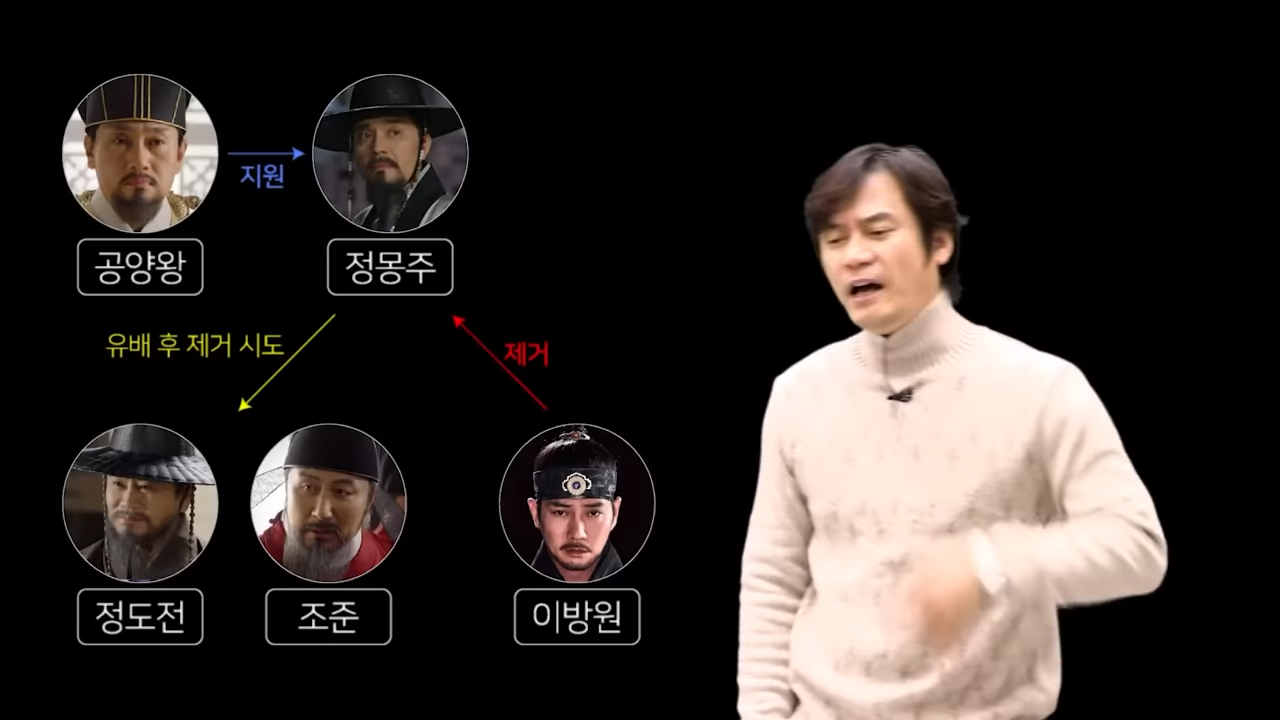 지원
공양왕
정몽주
유배 후 제거 시도
제거
정도전
조준
이방원